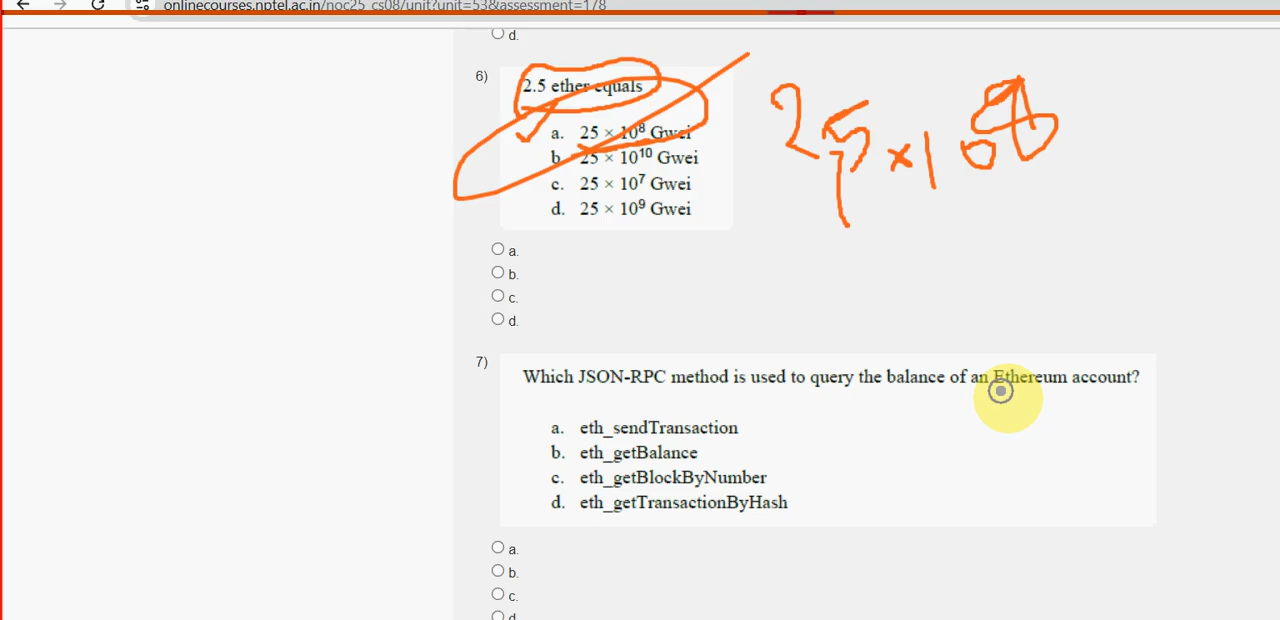 onlinecourses.nptel.ac.in/noc25_cs08/unit?unit=53&assessment=178
d.
6)
2.5 ether equals
a. 25 × 10⁸ Gwei
b. 25 × 10¹⁰ Gwei
c. 25 × 10⁷ Gwei
d. 25 × 10⁹ Gwei
25 × 10⁸
a.
b.
c.
d.
7)
Which JSON-RPC method is used to query the balance of an Ethereum account?
a. eth_sendTransaction
b. eth_getBalance
c. eth_getBlockByNumber
d. eth_getTransactionByHash
a.
b.
c.
d.